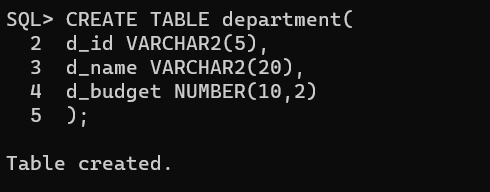 SQL> CREATE TABLE department(
  2  d_id VARCHAR2(5),
  3  d_name VARCHAR2(20),
  4  d_budget NUMBER(10,2)
  5  );
Table created.